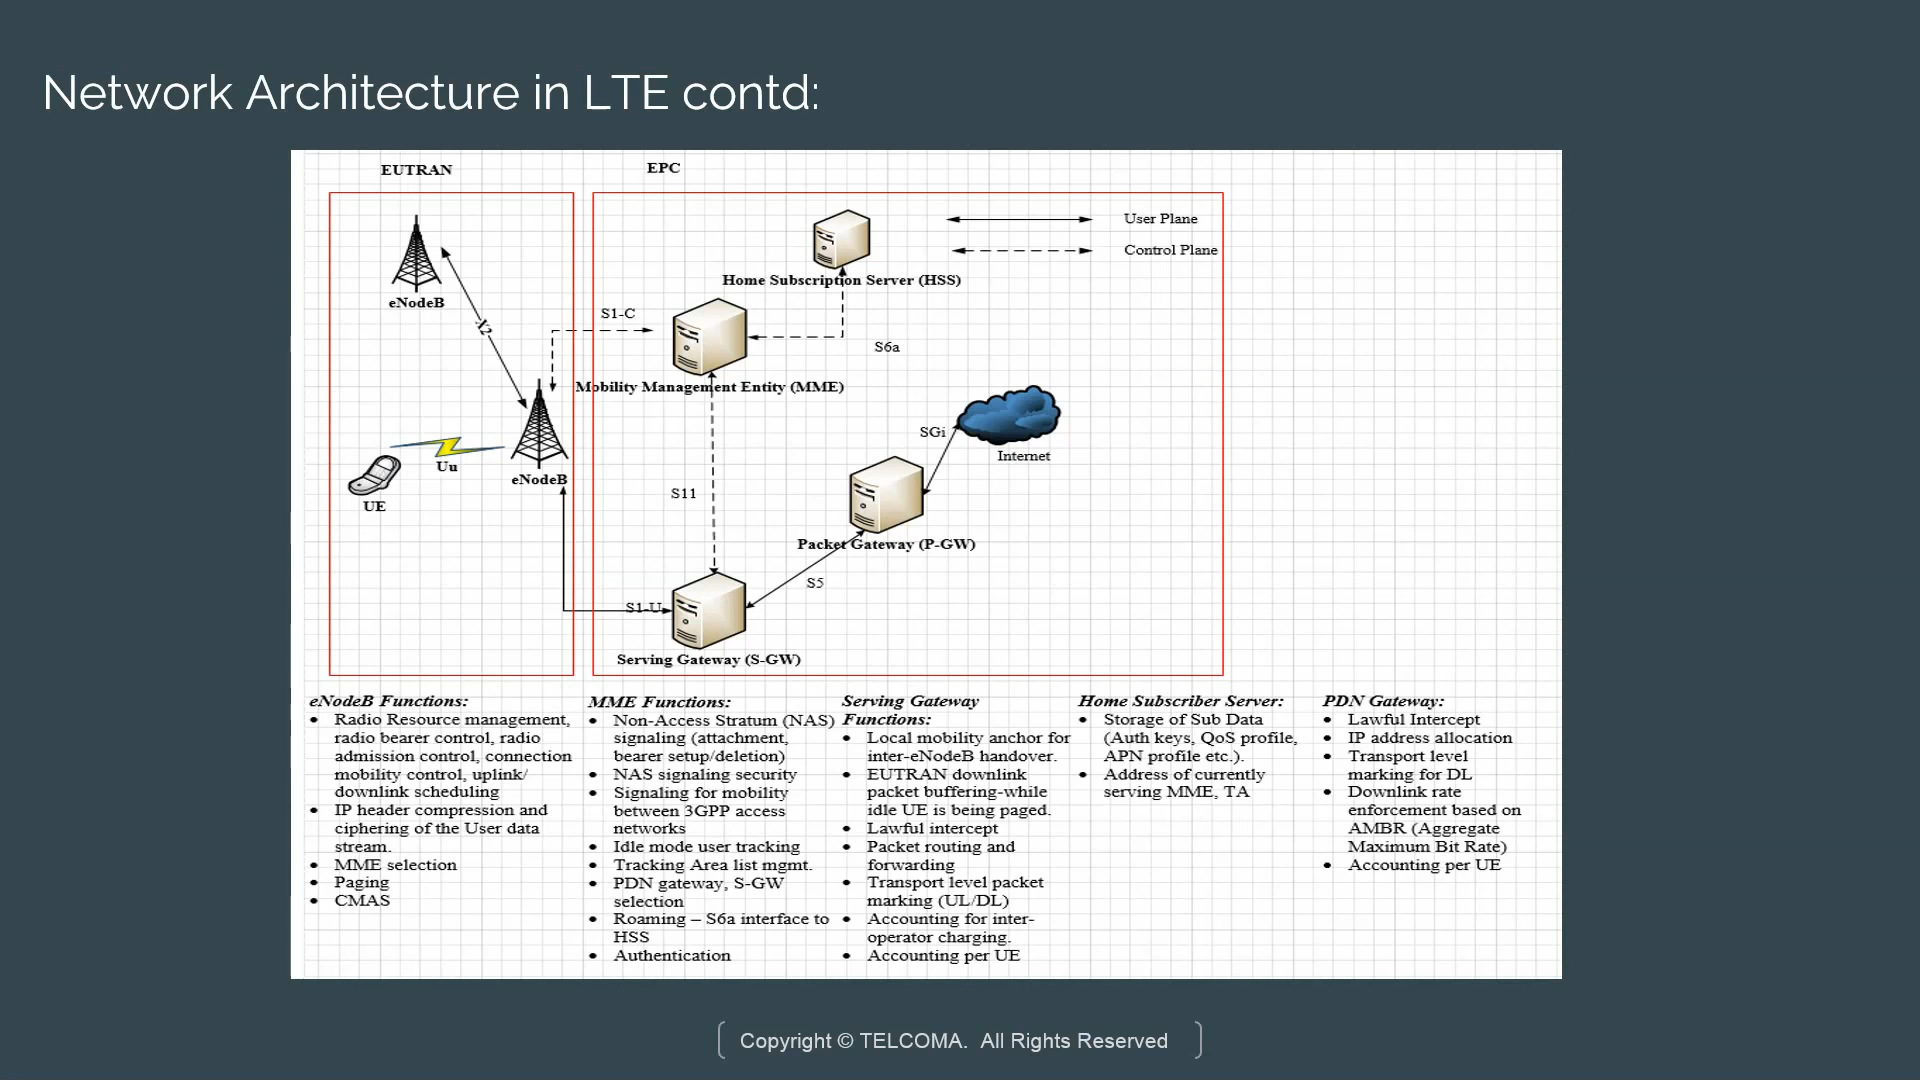 Network Architecture in LTE contd:
EUTRAN
EPC
User Plane
Control Plane
Home Subscription Server (HSS)
eNodeB
S1-C
X2
S6a
Mobility Management Entity (MME)
SGi
Internet
Uu
eNodeB
UE
S11
Packet Gateway (P-GW)
S5
S1-U
Serving Gateway (S-GW)
eNodeB Functions:
• Radio Resource management,
radio bearer control, radio
admission control, connection
mobility control, uplink/
downlink scheduling
• IP header compression and
ciphering of the User data
stream.
• MME selection
• Paging
• CMAS
MME Functions:
• Non-Access Stratum (NAS)
signaling (attachment,
bearer setup/deletion)
• NAS signaling security
• Signaling for mobility
between 3GPP access
networks
• Idle mode user tracking
• Tracking Area list mgmt.
• PDN gateway, S-GW
selection
• Roaming – S6a interface to
HSS
• Authentication
Serving Gateway
Functions:
• Local mobility anchor for
inter-eNodeB handover.
• EUTRAN downlink
packet buffering-while
idle UE is being paged.
• Lawful intercept
• Packet routing and
forwarding
• Transport level packet
marking (UL/DL)
• Accounting for inter-
operator charging.
• Accounting per UE
Home Subscriber Server:
• Storage of Sub Data
(Auth keys, QoS profile,
APN profile etc.).
• Address of currently
serving MME, TA
PDN Gateway:
• Lawful Intercept
• IP address allocation
• Transport level
marking for DL
• Downlink rate
enforcement based on
AMBR (Aggregate
Maximum Bit Rate)
• Accounting per UE
Copyright © TELCOMA. All Rights Reserved